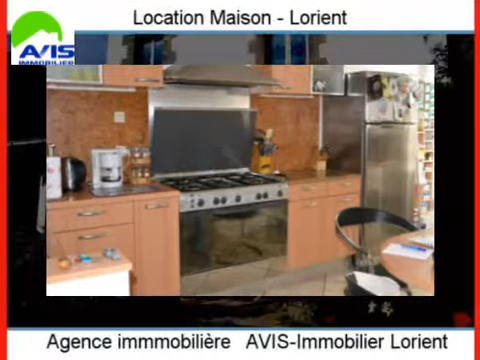 Location Maison - Lorient
AVIS
IMMOBILIER
Agence immmobilière AVIS-Immobilier Lorient